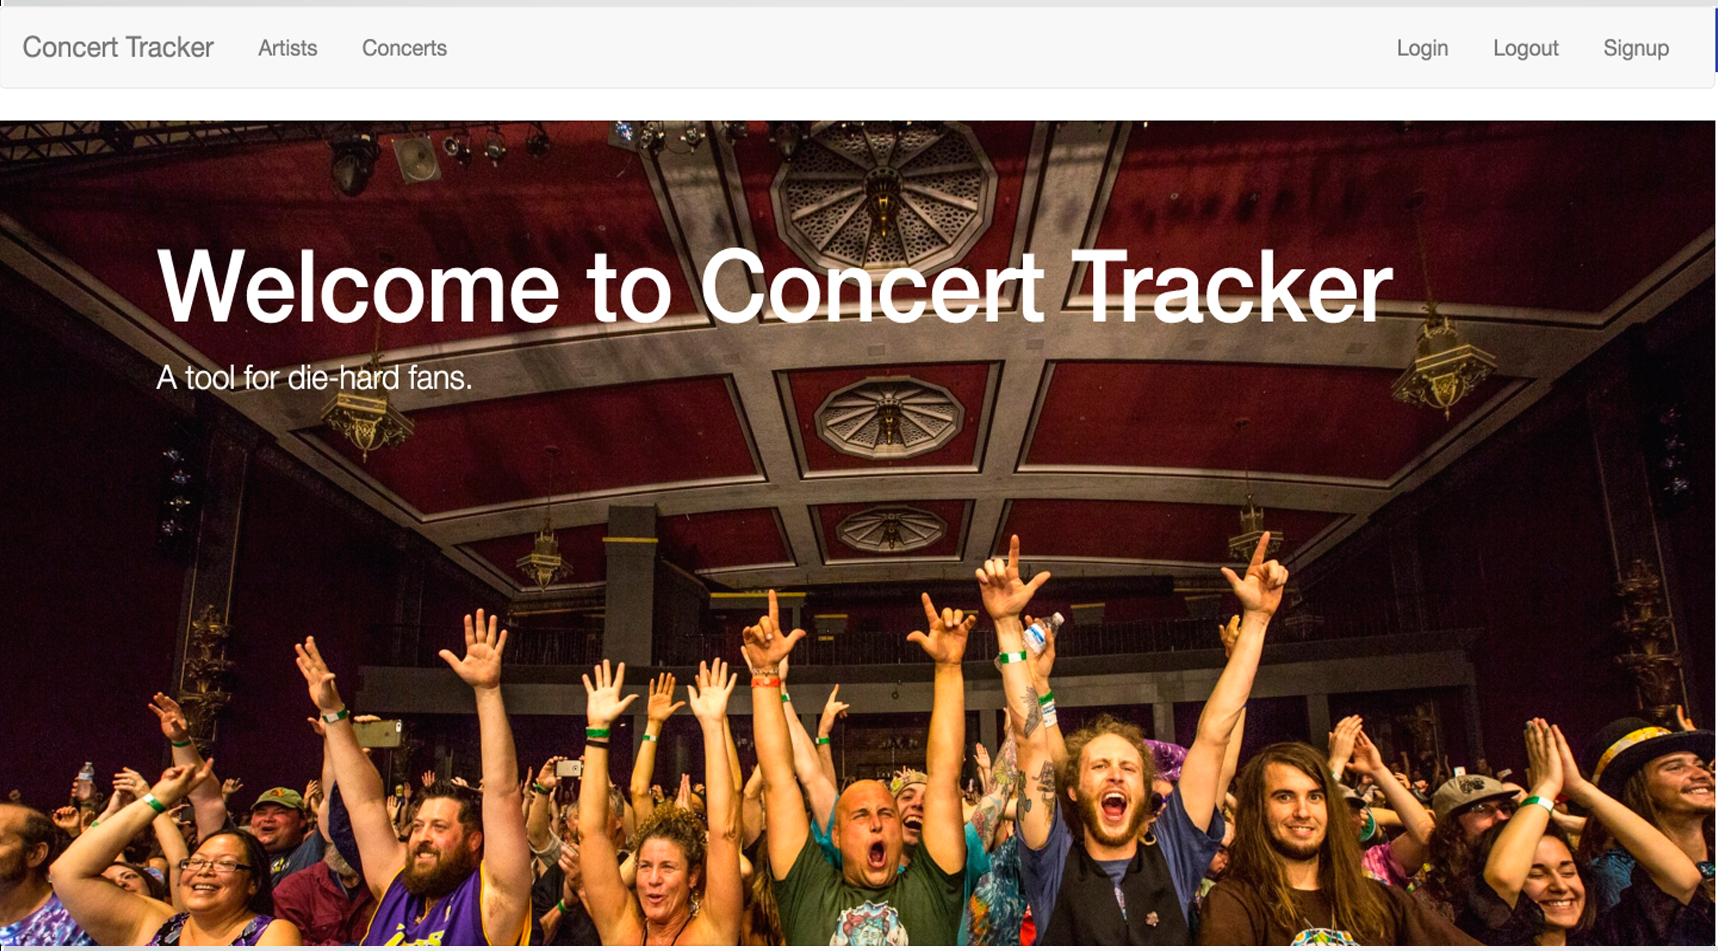 Concert Tracker Artists Concerts Login Logout Signup
Welcome to Concert Tracker
A tool for die-hard fans.